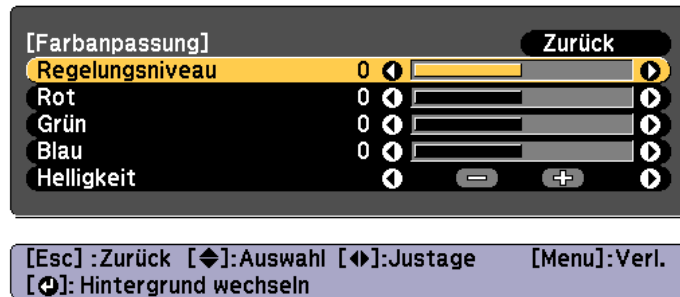 [Farbanpassung] Zurück
Regelungsniveau 0
Rot 0
Grün 0
Blau 0
Helligkeit
[Esc] :Zurück [◆]:Auswahl [◀▶]:Justage [Menu]:Verl.
[↵]: Hintergrund wechseln